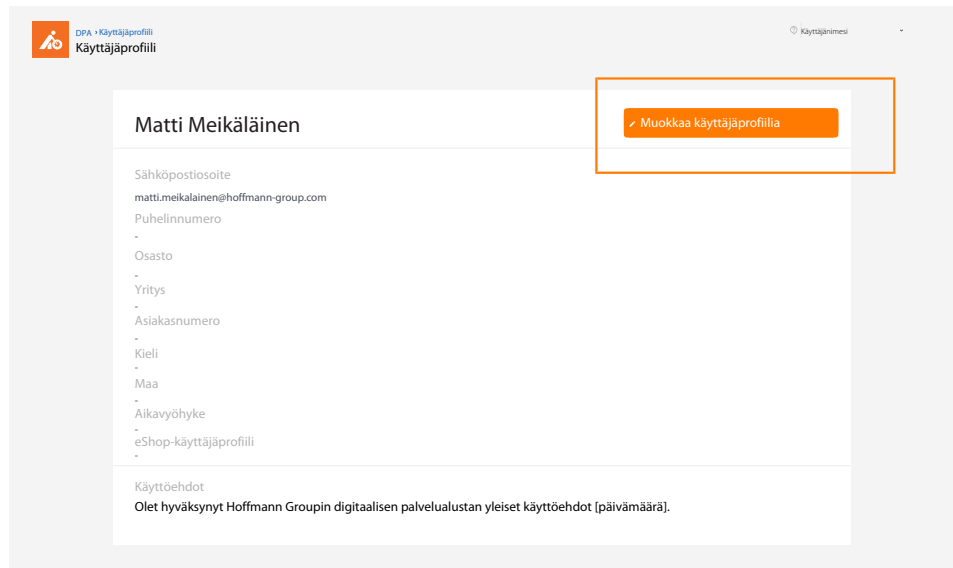 DPA › Käyttäjäprofiili
Käyttäjäprofiili
Käyttäjänimesi
Matti Meikäläinen
Muokkaa käyttäjäprofiilia
Sähköpostiosoite
matti.meikalainen@hoffmann-group.com
Puhelinnumero
-
Osasto
-
Yritys
-
Asiakasnumero
-
Kieli
-
Maa
-
Aikavyöhyke
-
eShop-käyttäjäprofiili
-
Käyttöehdot
Olet hyväksynyt Hoffmann Groupin digitaalisen palvelualustan yleiset käyttöehdot [päivämäärä].